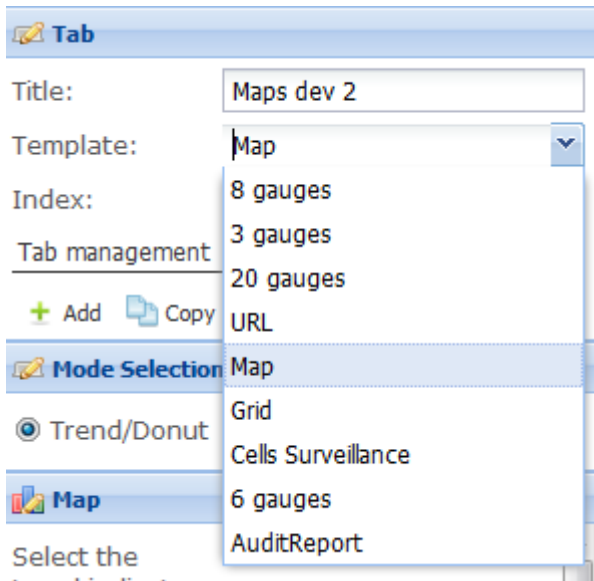 Tab
Title: Maps dev 2
Template: Map
8 gauges
Index:
3 gauges
Tab management
20 gauges
Add Copy
URL
Mode Selection
Map
Trend/Donut
Grid
Cells Surveillance
Map
6 gauges
AuditReport
Select the